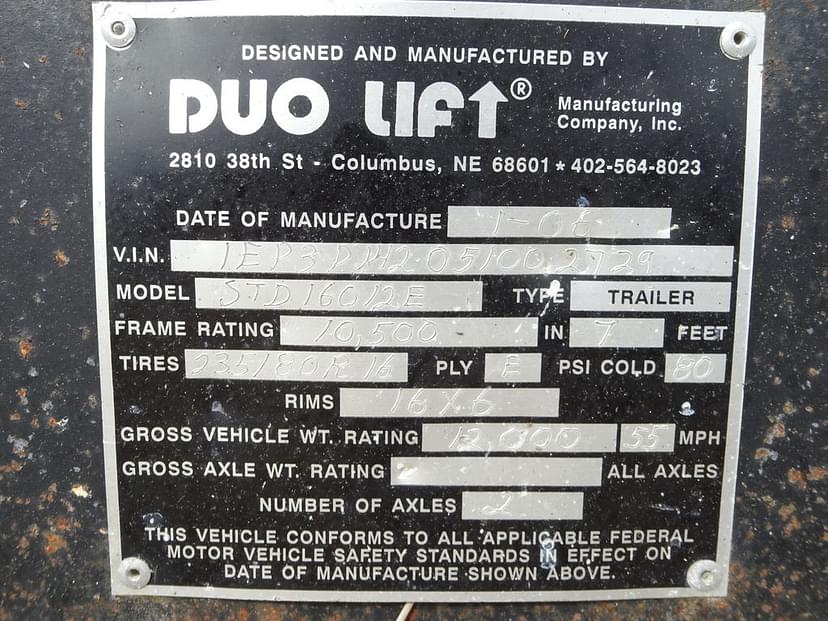 DESIGNED AND MANUFACTURED BY
DUO LIFT® Manufacturing Company, Inc.
2810 38th St - Columbus, NE 68601 * 402-564-8023
DATE OF MANUFACTURE 1-06
V.I.N.
MODEL STD16012E TYPE TRAILER
FRAME RATING 10,500 IN 7 FEET
TIRES 235/80R16 PLY E PSI COLD 80
RIMS 16X6
GROSS VEHICLE WT. RATING 12,000 55 MPH
GROSS AXLE WT. RATING ALL AXLES
NUMBER OF AXLES 2
THIS VEHICLE CONFORMS TO ALL APPLICABLE FEDERAL
MOTOR VEHICLE SAFETY STANDARDS IN EFFECT ON
DATE OF MANUFACTURE SHOWN ABOVE.